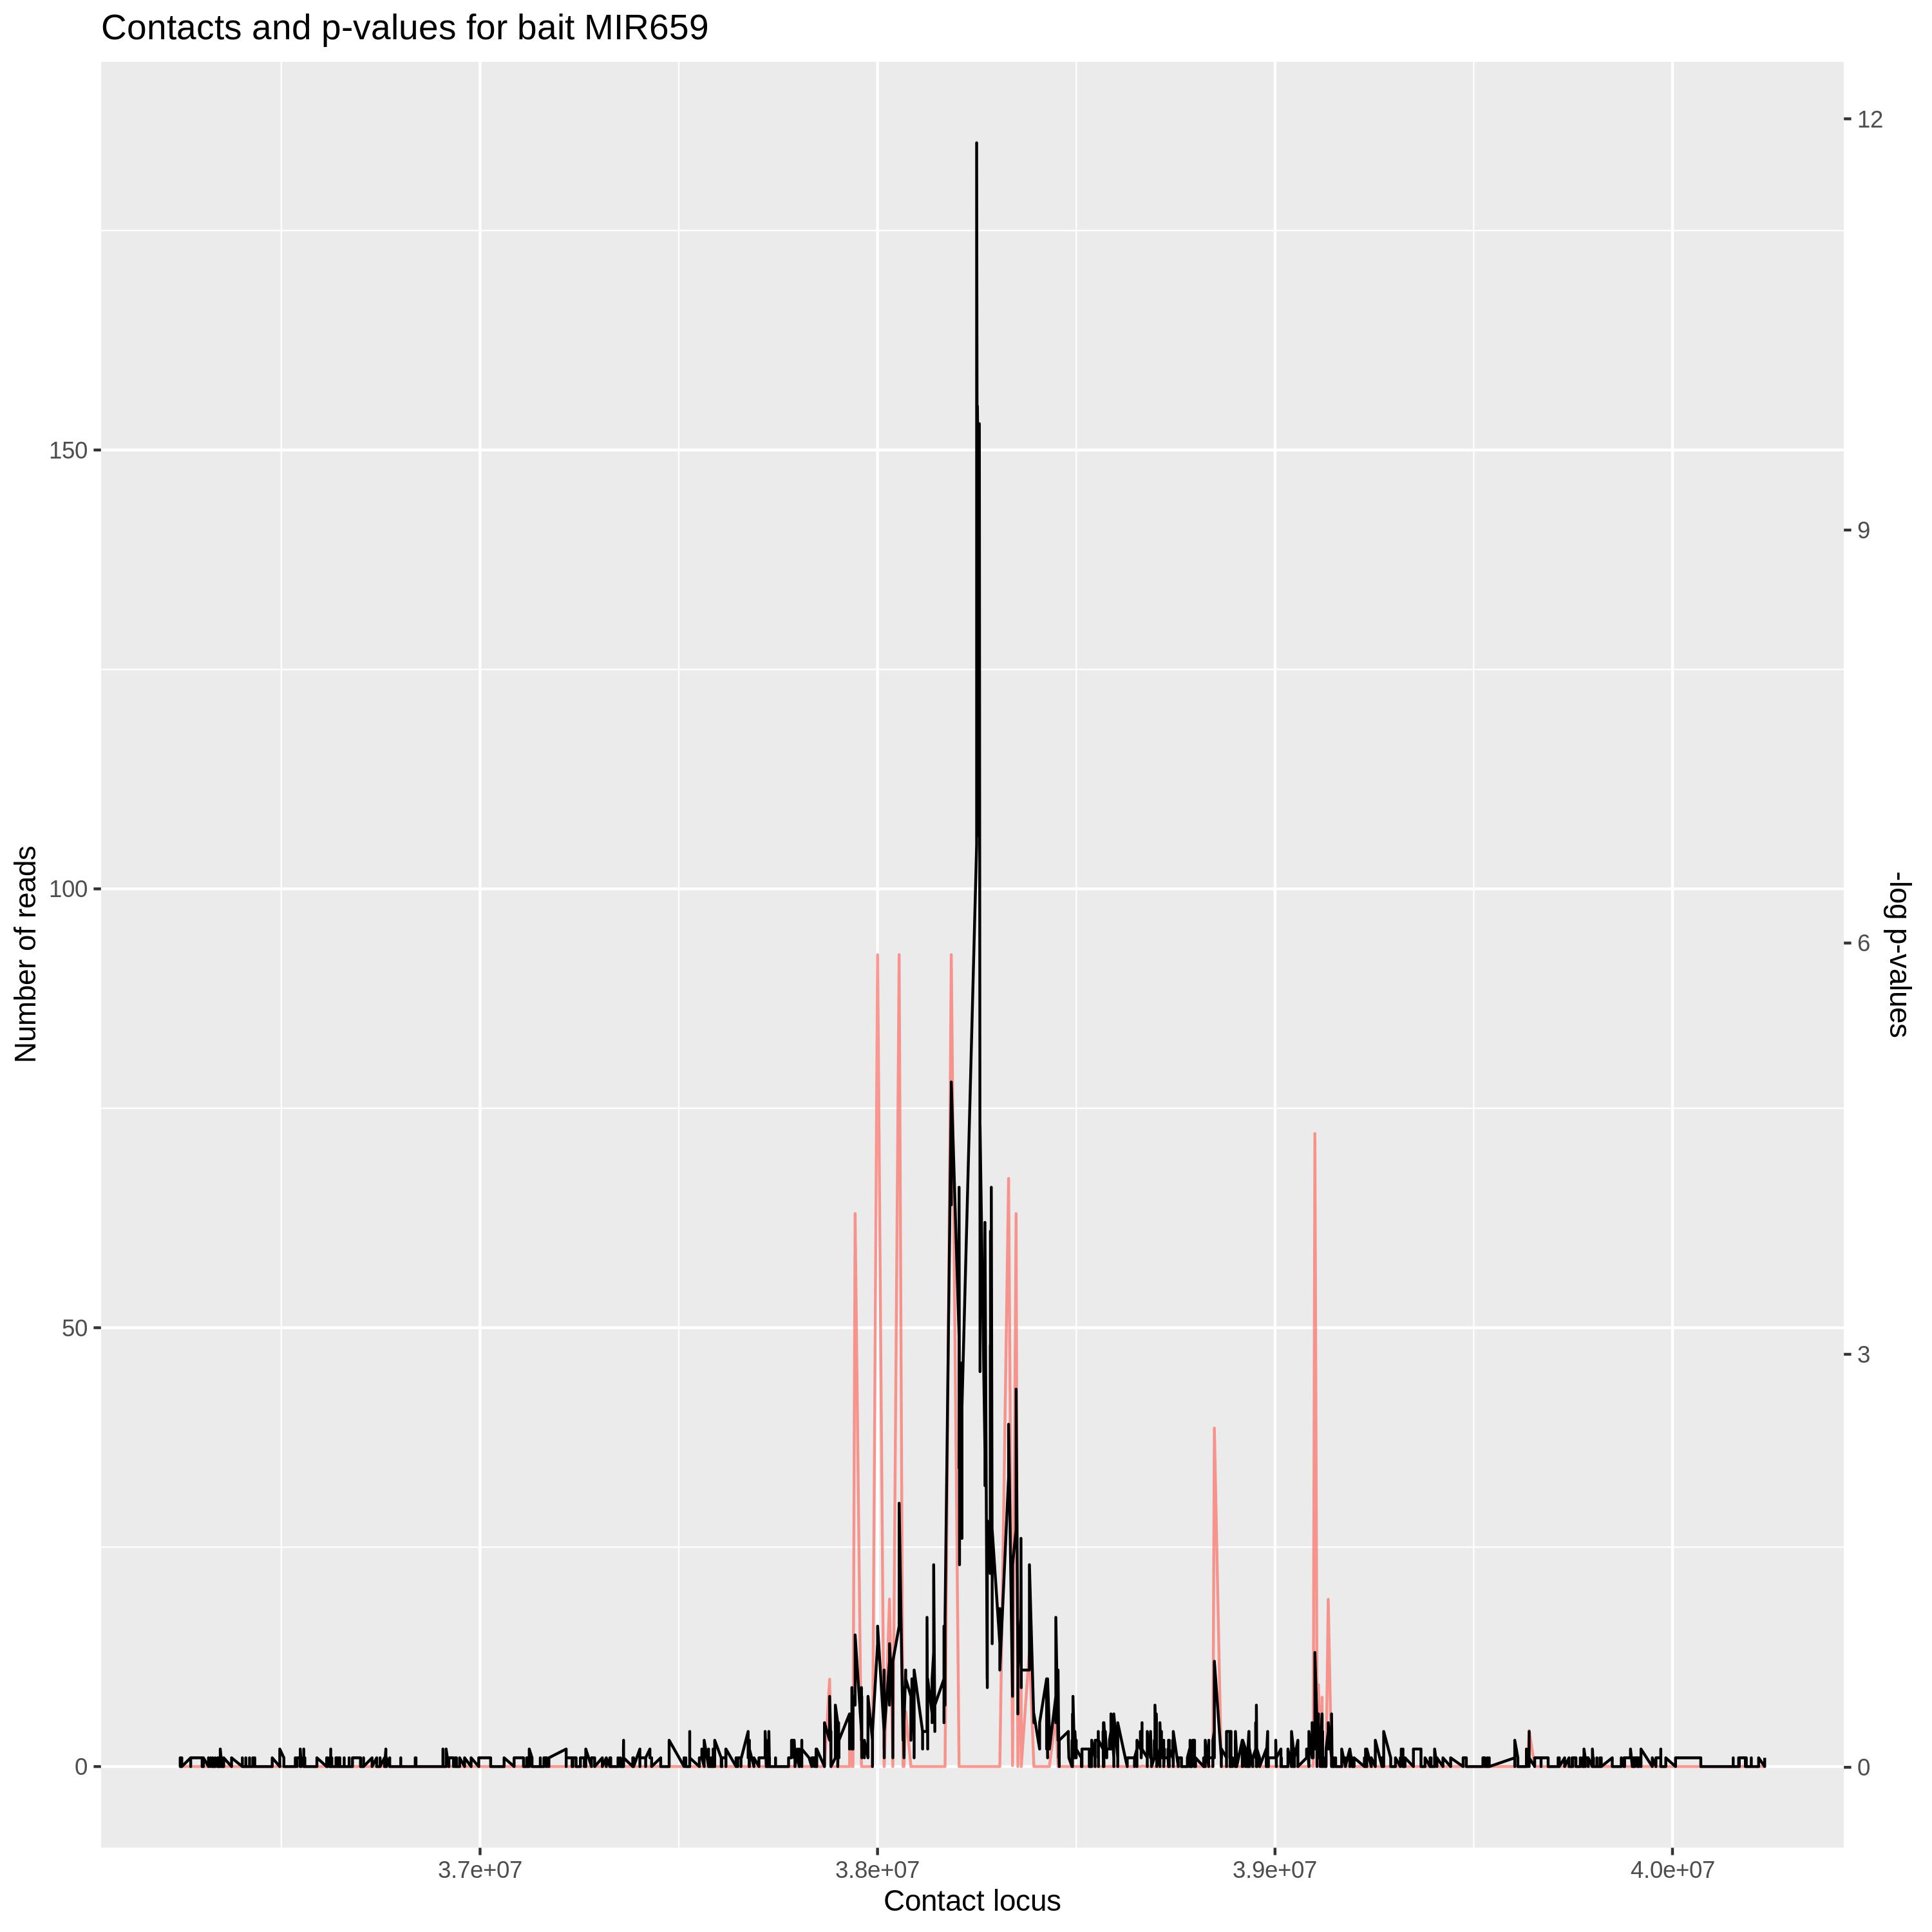 Contacts and p-values for bait MIR659
Number of reads
150
100
50
0
12
9
6
3
0
-log p-values
3.7e+07
3.8e+07
3.9e+07
4.0e+07
Contact locus